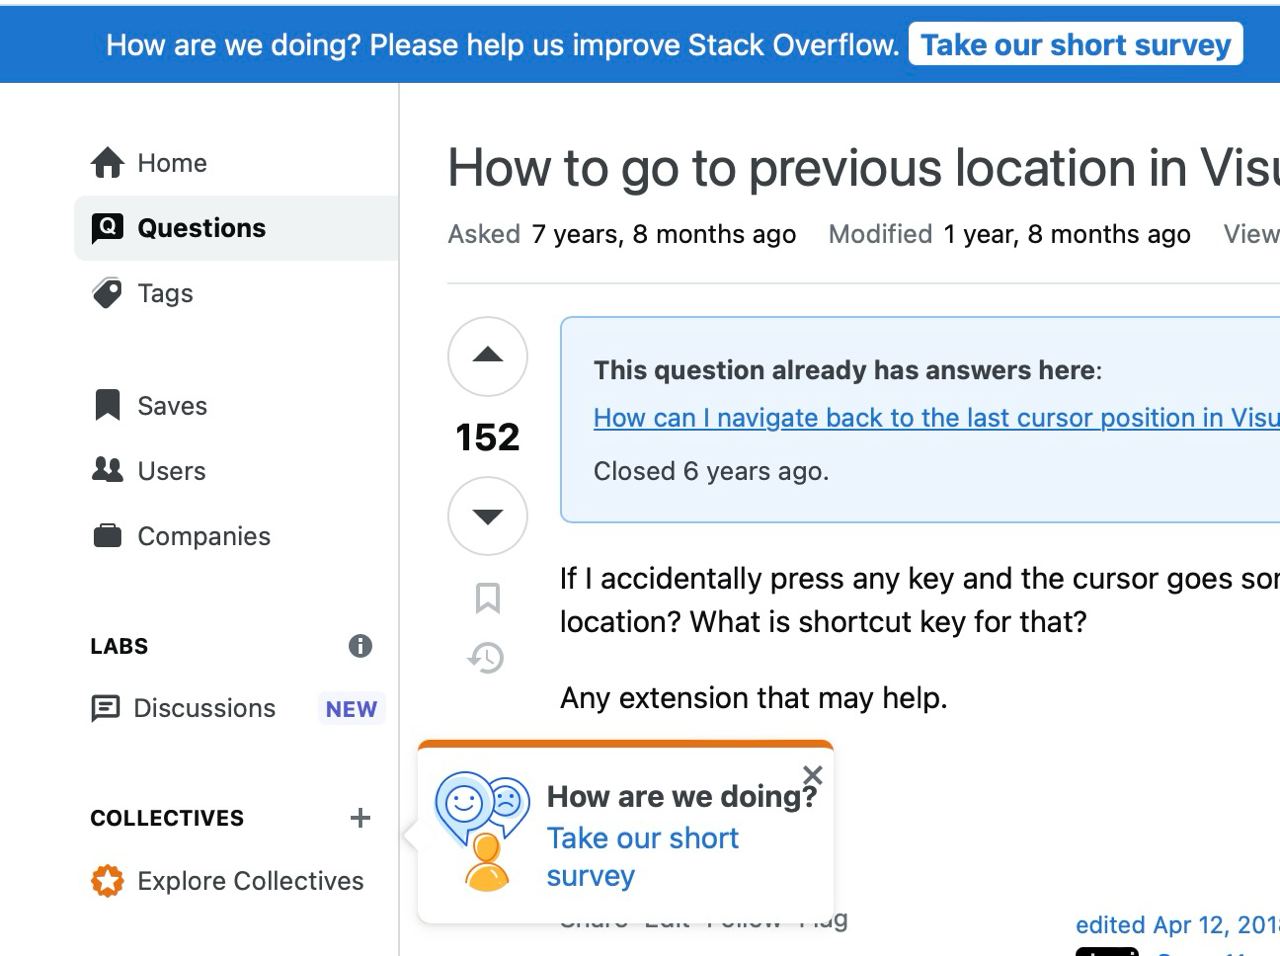 How are we doing? Please help us improve Stack Overflow. Take our short survey
Home
Questions
Tags
Saves
Users
Companies
LABS
Discussions NEW
COLLECTIVES
Explore Collectives
How to go to previous location in Visu
Asked 7 years, 8 months ago Modified 1 year, 8 months ago View
152
This question already has answers here:
How can I navigate back to the last cursor position in Visu
Closed 6 years ago.
If I accidentally press any key and the cursor goes som
location? What is shortcut key for that?
Any extension that may help.
How are we doing?
Take our short
survey
Share Edit Follow Flag
edited Apr 12, 2018